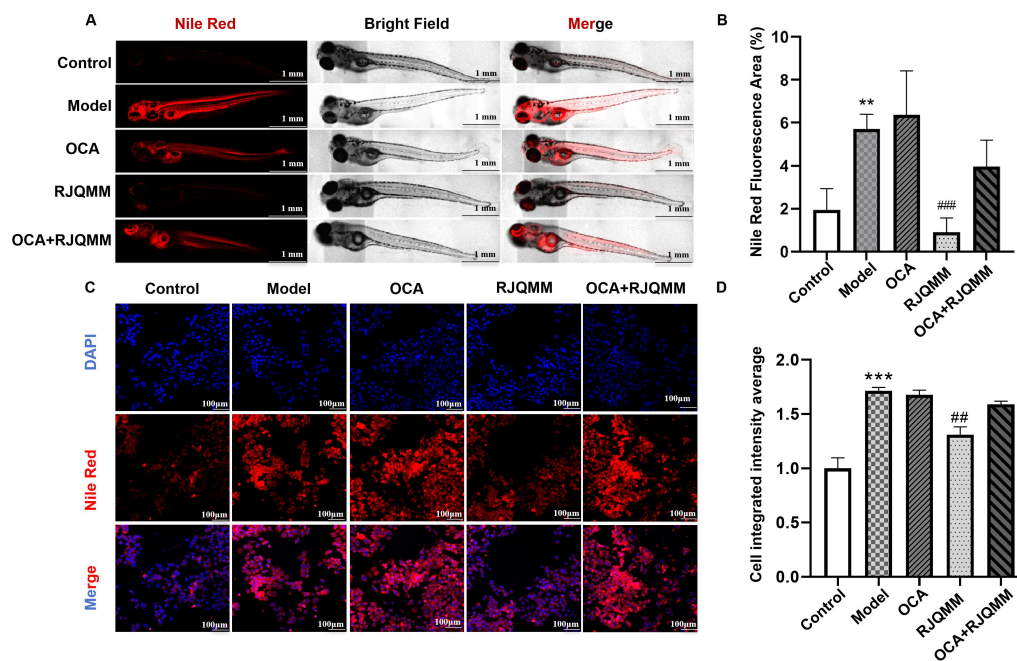 A
Nile Red
Bright Field
Merge
Control
1 mm
1 mm
1 mm
Model
1 mm
1 mm
1 mm
OCA
1 mm
1 mm
1 mm
RJQMM
1 mm
1 mm
1 mm
OCA+RJQMM
1 mm
1 mm
1 mm
B
Nile Red Fluorescence Area (%)
10
8
6
4
2
0
**
###
Control
Model
OCA
RJQMM
OCA+RJQMM
C
Control
Model
OCA
RJQMM
OCA+RJQMM
DAPI
100μm
100μm
100μm
100μm
100μm
Nile Red
100μm
100μm
100μm
100μm
100μm
Merge
100μm
100μm
100μm
100μm
100μm
D
Cell integrated intensity average
2.0
1.5
1.0
0.5
0.0
***
##
Control
Model
OCA
RJQMM
OCA+RJQMM